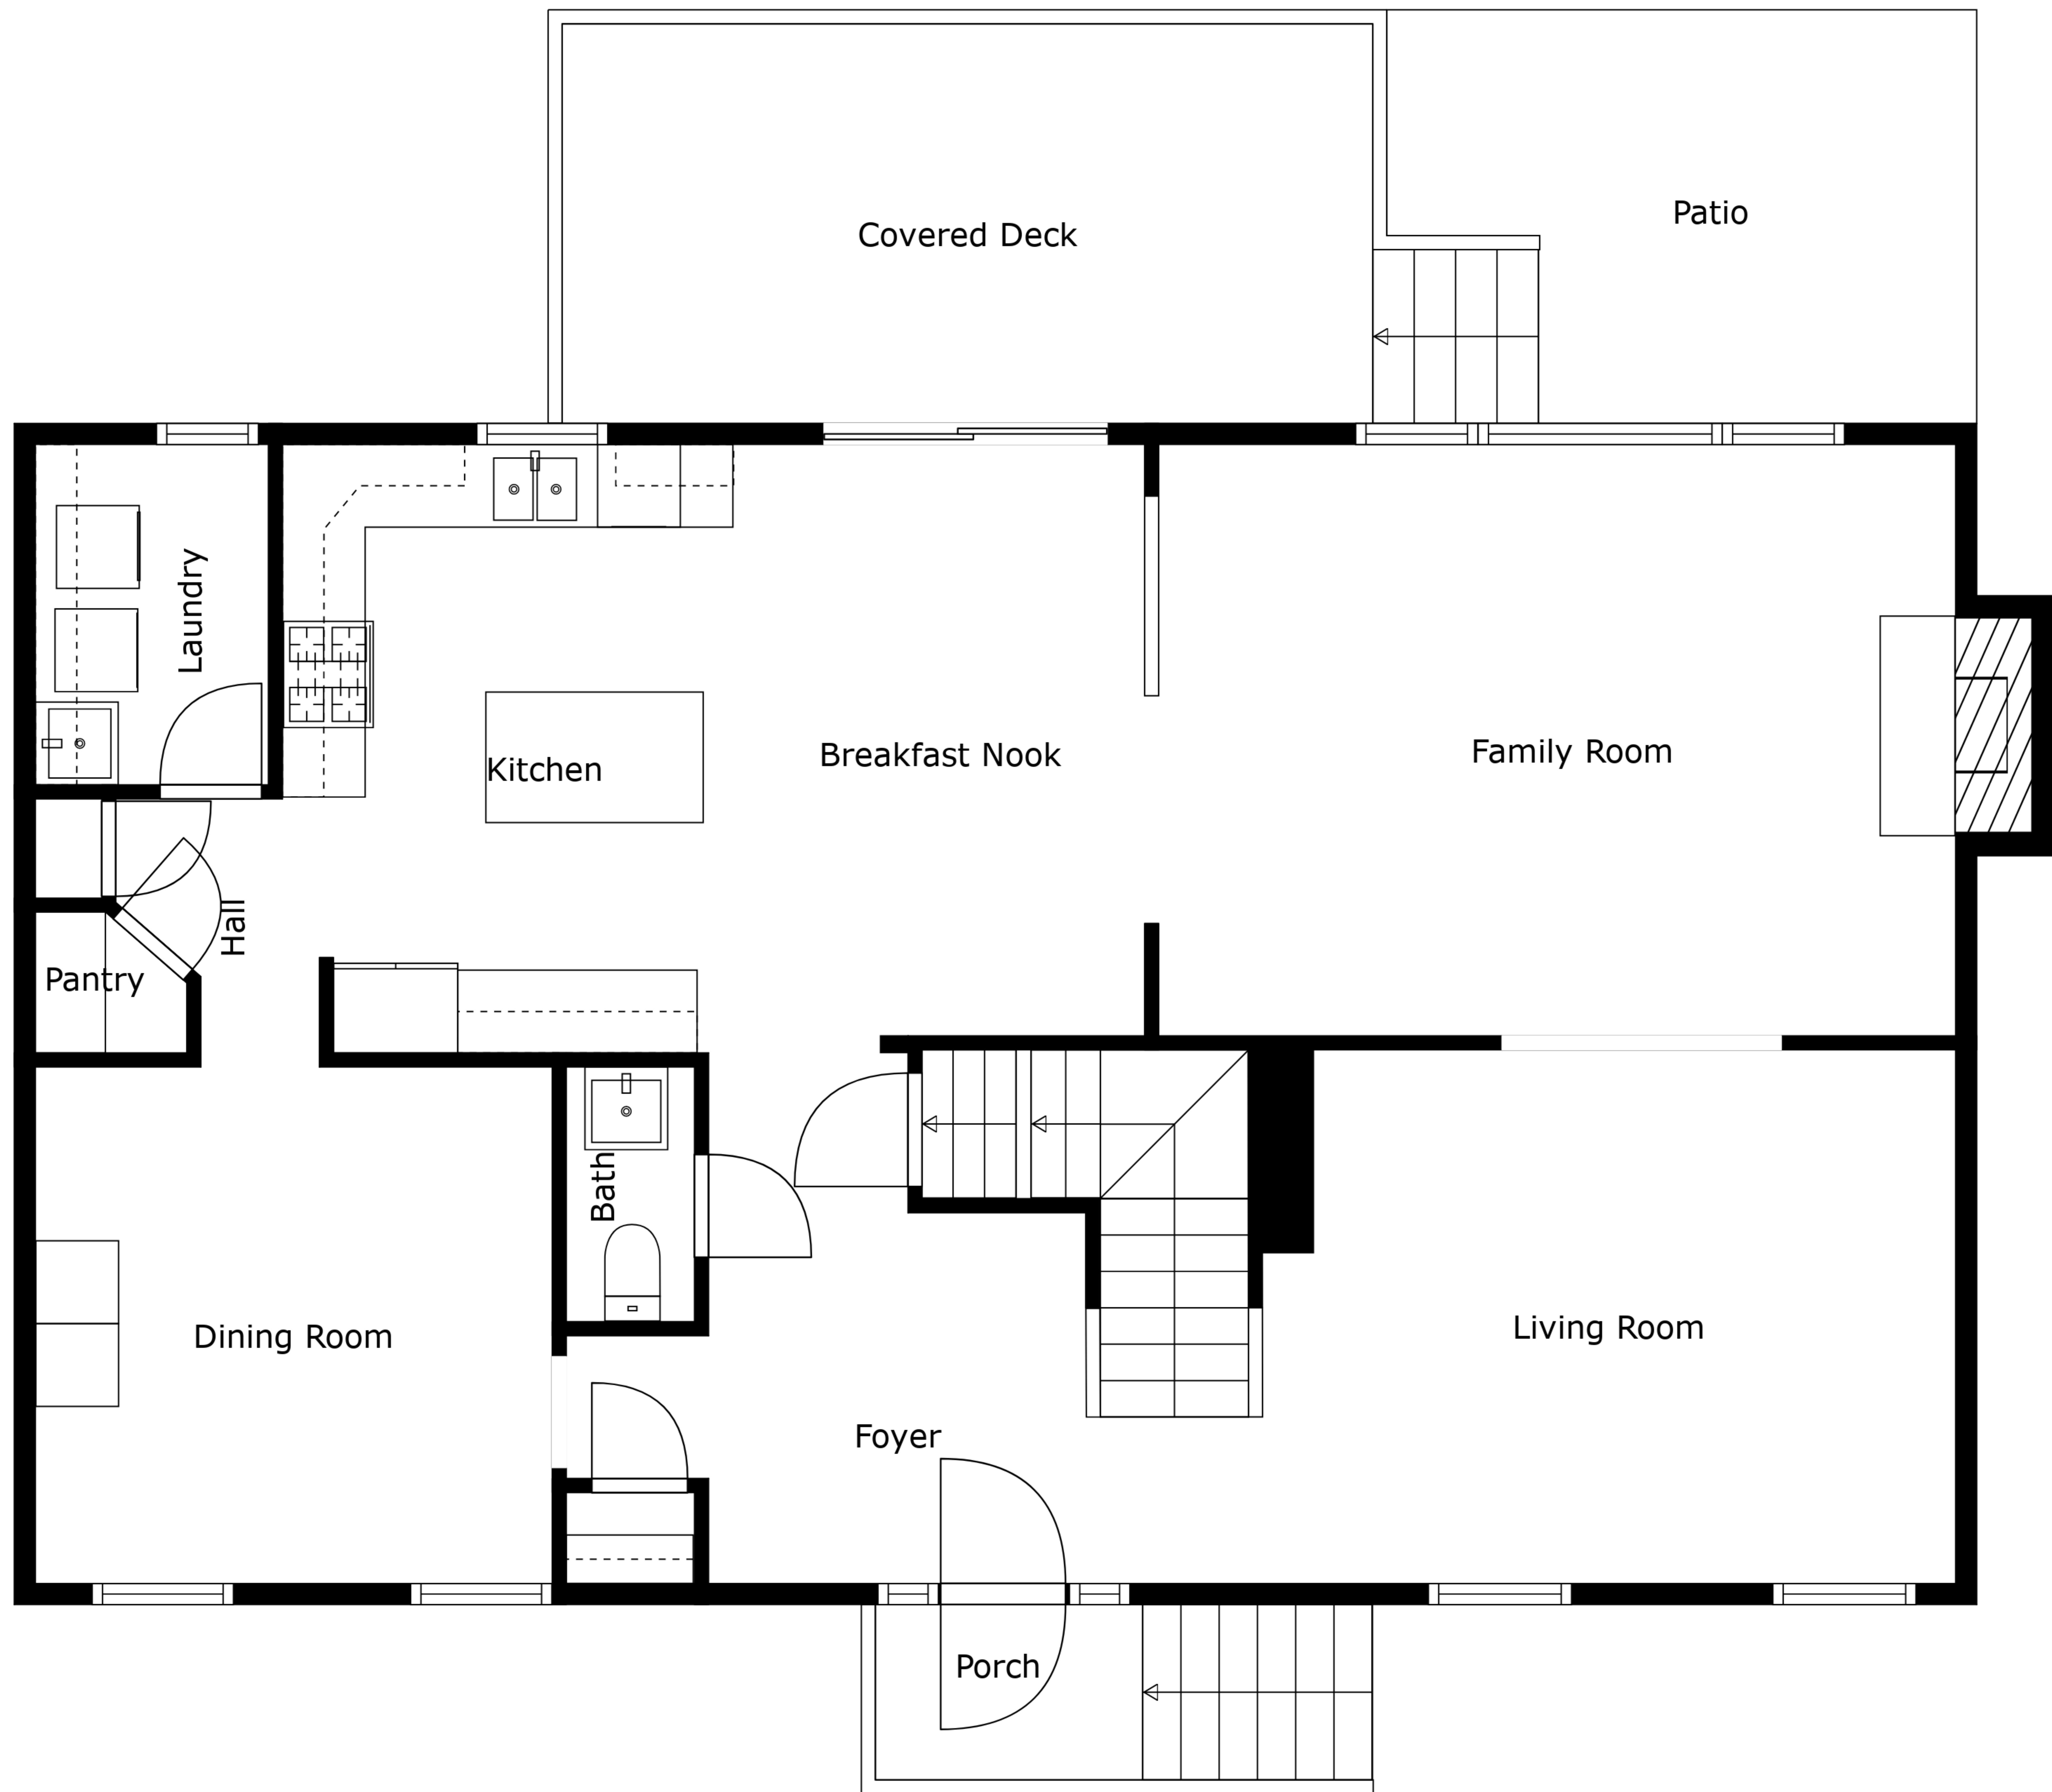 Patio
Covered Deck
Laundry
Family Room
Breakfast Nook
Kitchen
Hall
Pantry
Bath
Living Room
Dining Room
Foyer
Porch